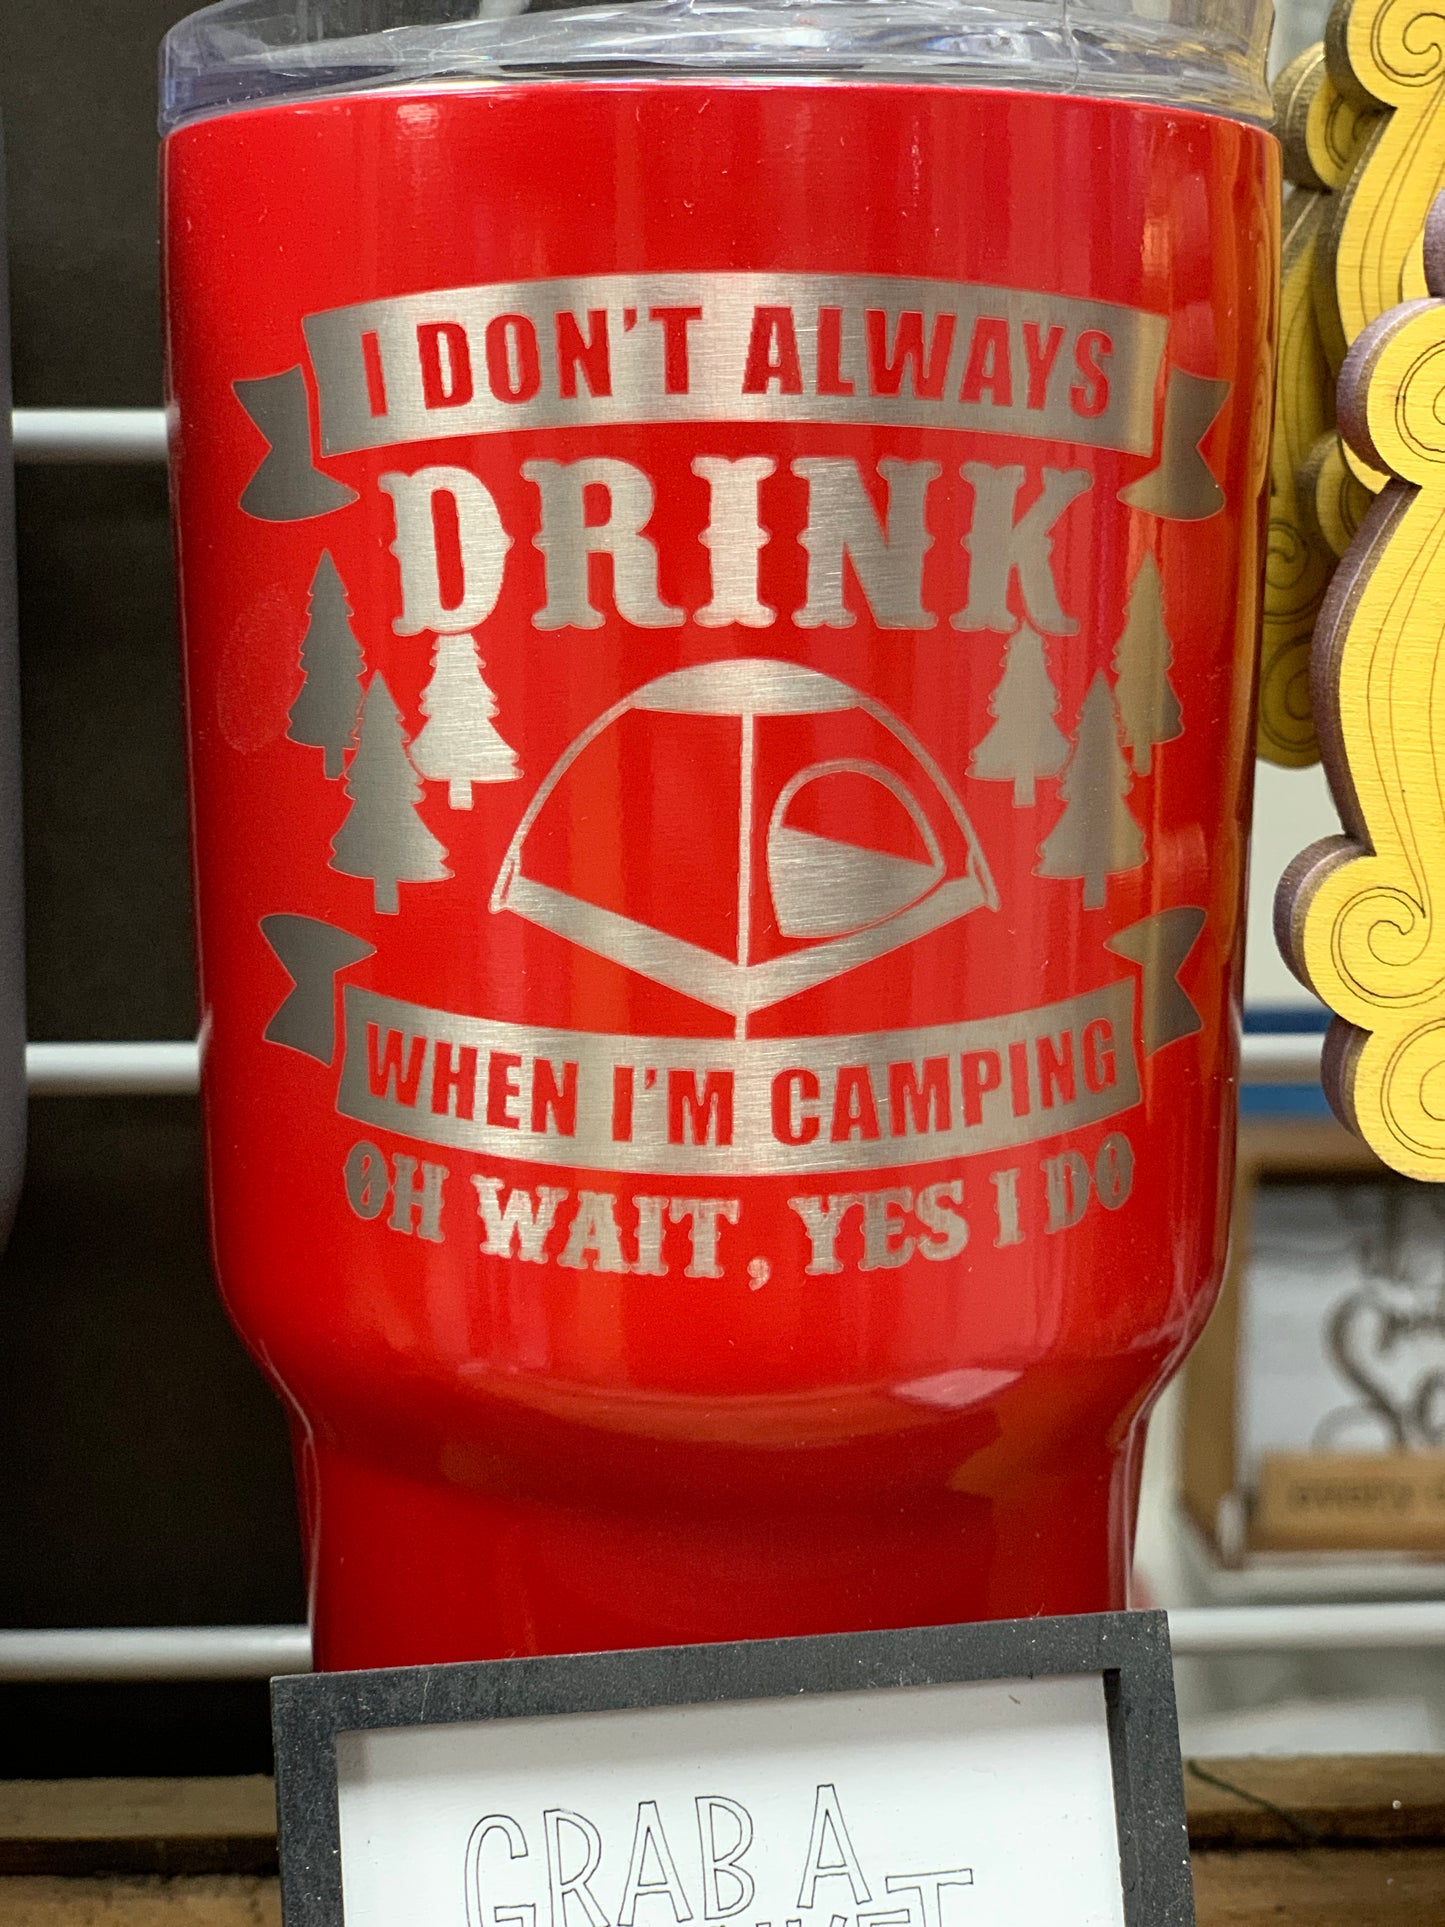 I DON'T ALWAYS
DRINK
WHEN I'M CAMPING
OH WAIT, YES I DO
GRAB A